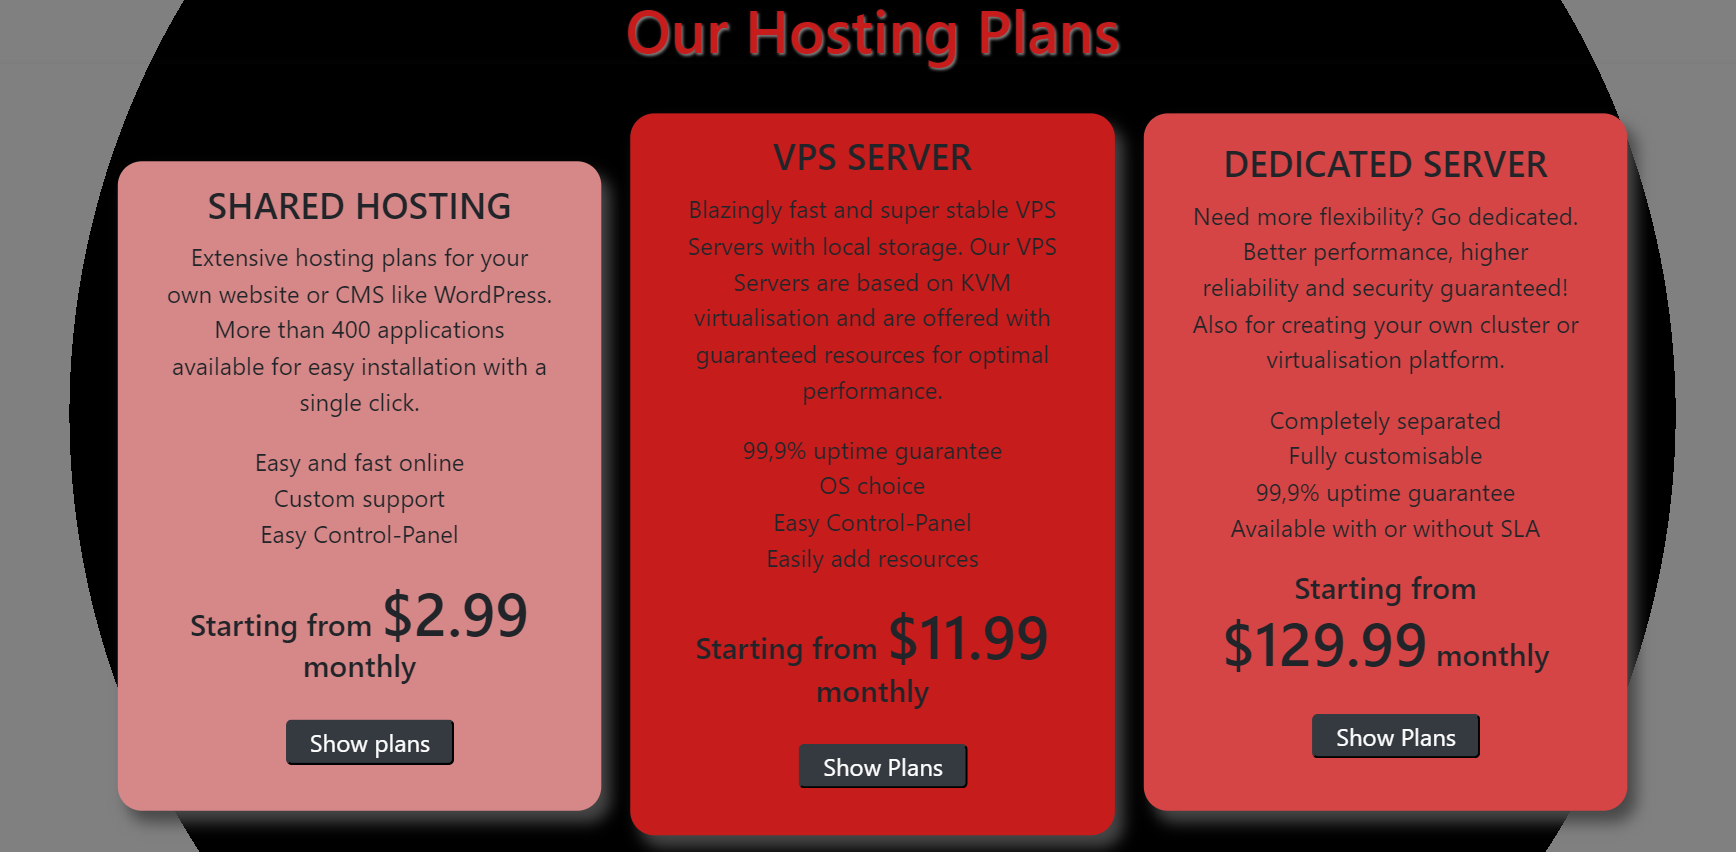 Our Hosting Plans
SHARED HOSTING
Extensive hosting plans for your
own website or CMS like WordPress.
More than 400 applications
available for easy installation with a
single click.
Easy and fast online
Custom support
Easy Control-Panel
Starting from $2.99
monthly
Show plans
VPS SERVER
Blazingly fast and super stable VPS
Servers with local storage. Our VPS
Servers are based on KVM
virtualisation and are offered with
guaranteed resources for optimal
performance.
99,9% uptime guarantee
OS choice
Easy Control-Panel
Easily add resources
Starting from $11.99
monthly
Show Plans
DEDICATED SERVER
Need more flexibility? Go dedicated.
Better performance, higher
reliability and security guaranteed!
Also for creating your own cluster or
virtualisation platform.
Completely separated
Fully customisable
99,9% uptime guarantee
Available with or without SLA
Starting from
$129.99 monthly
Show Plans